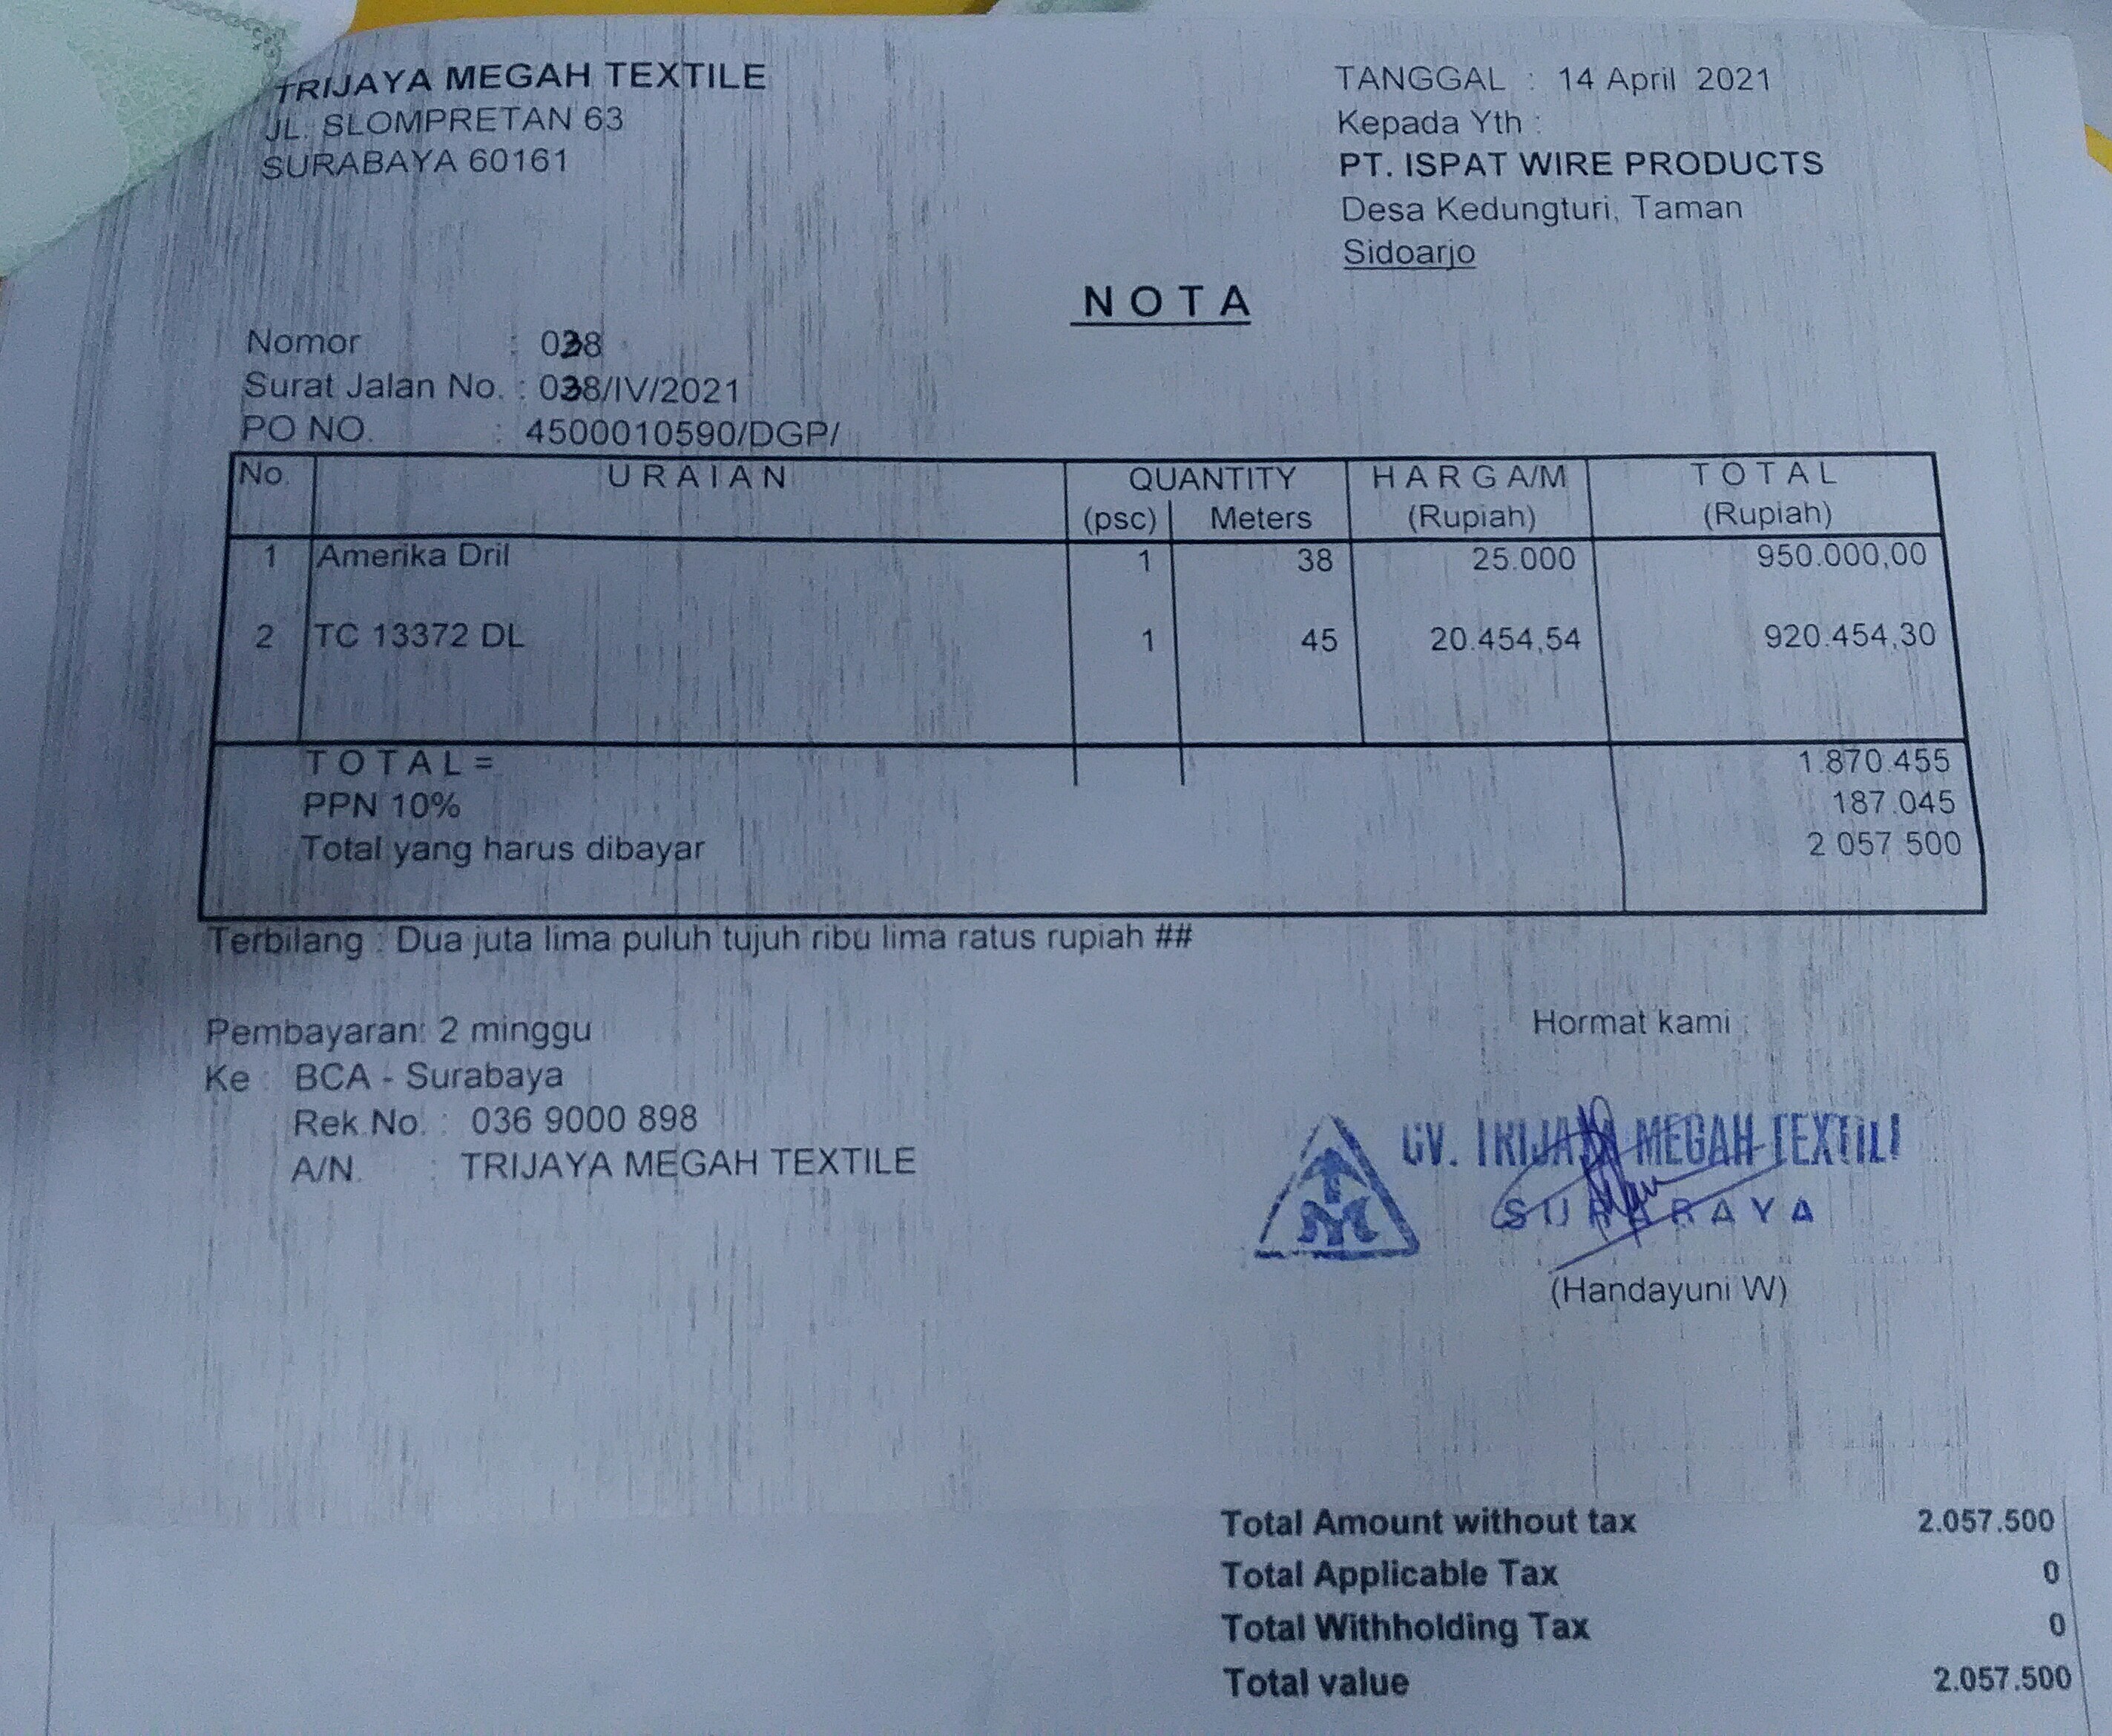 TRIJAYA MEGAH TEXTILE
JL. SLOMPRETAN 63
SURABAYA 60161
TANGGAL : 14 April 2021
Kepada Yth :
PT. ISPAT WIRE PRODUCTS
Desa Kedungturi, Taman
Sidoarjo
NOTA
Nomor : 038
Surat Jalan No. : 038/IV/2021
PO NO. : 4500010590/DGP/
No. URAIAN QUANTITY HARGA/M TOTAL
(psc) Meters (Rupiah) (Rupiah)
1 Amerika Dril 1 38 25.000 950.000,00
2 TC 13372 DL 1 45 20.454,54 920.454,30
TOTAL = 1.870.455
PPN 10% 187.045
Total yang harus dibayar 2.057.500
Terbilang : Dua juta lima puluh tujuh ribu lima ratus rupiah ##
Pembayaran: 2 minggu
Ke : BCA - Surabaya
Rek.No. : 036 9000 898
A/N. : TRIJAYA MEGAH TEXTILE
Hormat kami :
CV. TRIJAYA MEGAH TEXTILE
SURABAYA
(Handayuni W)
Total Amount without tax 2.057.500
Total Applicable Tax 0
Total Withholding Tax 0
Total value 2.057.500